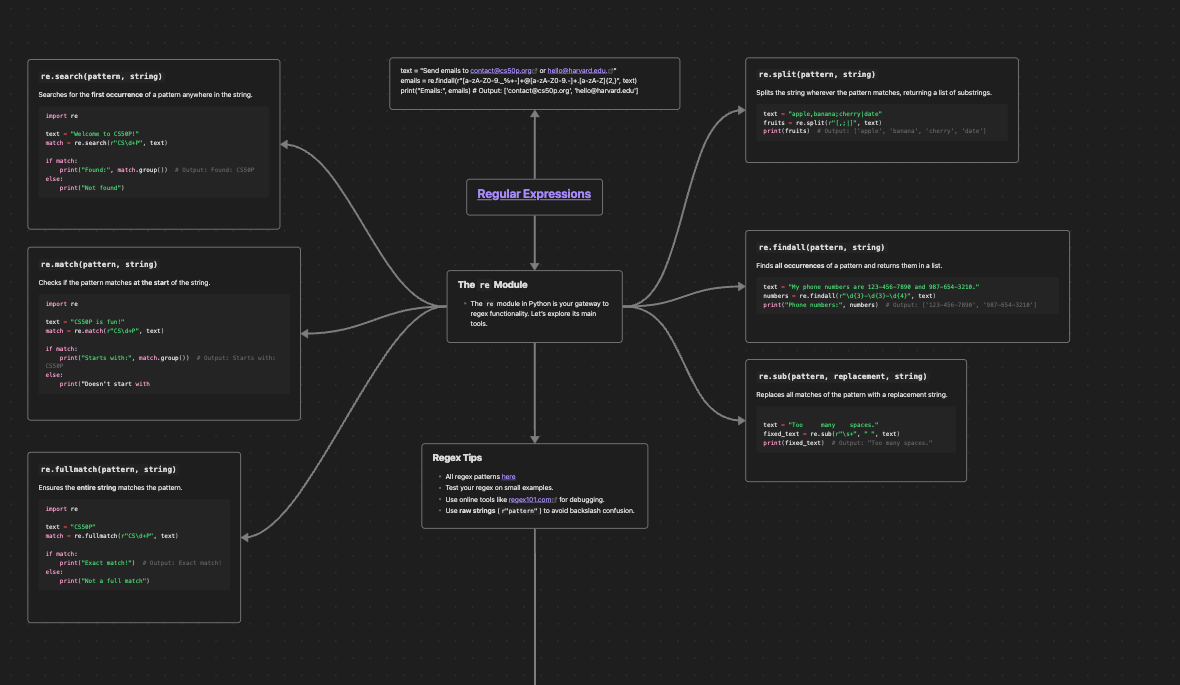 re.search(pattern, string)
Searches for the first occurrence of a pattern anywhere in the string.
import re
text = "Welcome to CS50P!"
match = re.search(r"CS\d+P", text)
if match:
print("Found:", match.group())  # Output: Found: CS50P
else:
print("Not found")
re.match(pattern, string)
Checks if the pattern matches at the start of the string.
import re
text = "CS50P is fun!"
match = re.match(r"CS\d+P", text)
if match:
print("Starts with:", match.group())  # Output: Starts with:
CS50P
else:
print("Doesn't start with
re.fullmatch(pattern, string)
Ensures the entire string matches the pattern.
import re
text = "CS50P"
match = re.fullmatch(r"CS\d+P", text)
if match:
print("Exact match!")  # Output: Exact match!
else:
print("Not a full match")
text = "Send emails to contact@cs50p.org or hello@harvard.edu."
emails = re.findall(r"[a-zA-Z0-9._%+-]+@[a-zA-Z0-9.-]+.[a-zA-Z]{2,}", text)
print("Emails:", emails) # Output: ['contact@cs50p.org', 'hello@harvard.edu']
Regular Expressions
The re Module
The re module in Python is your gateway to
regex functionality. Let's explore its main
tools.
Regex Tips
All regex patterns here
Test your regex on small examples.
Use online tools like regex101.com for debugging.
Use raw strings ( r"pattern" ) to avoid backslash confusion.
re.split(pattern, string)
Splits the string wherever the pattern matches, returning a list of substrings.
text = "apple,banana;cherry|date"
fruits = re.split(r"[,;|]", text)
print(fruits)  # Output: ['apple', 'banana', 'cherry', 'date']
re.findall(pattern, string)
Finds all occurrences of a pattern and returns them in a list.
text = "My phone numbers are 123-456-7890 and 987-654-3210."
numbers = re.findall(r"\d{3}-\d{3}-\d{4}", text)
print("Phone numbers:", numbers)  # Output: ['123-456-7890', '987-654-3210']
re.sub(pattern, replacement, string)
Replaces all matches of the pattern with a replacement string.
text = "Too     many    spaces."
fixed_text = re.sub(r"\s+", " ", text)
print(fixed_text)  # Output: "Too many spaces."